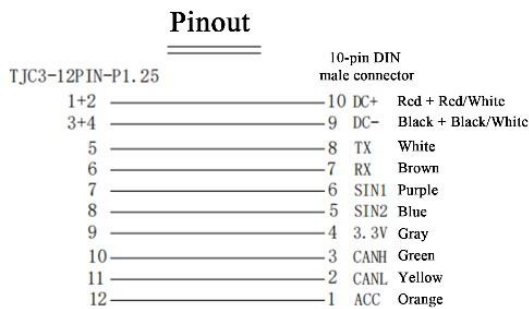 Pinout
10-pin DIN
TJC3-12PIN-P1.25 male connector
1+2 10 DC+ Red + Red/White
3+4 9 DC- Black + Black/White
5 8 TX White
6 7 RX Brown
7 6 SIN1 Purple
8 5 SIN2 Blue
9 4 3.3V Gray
10 3 CANH Green
11 2 CANL Yellow
12 1 ACC Orange